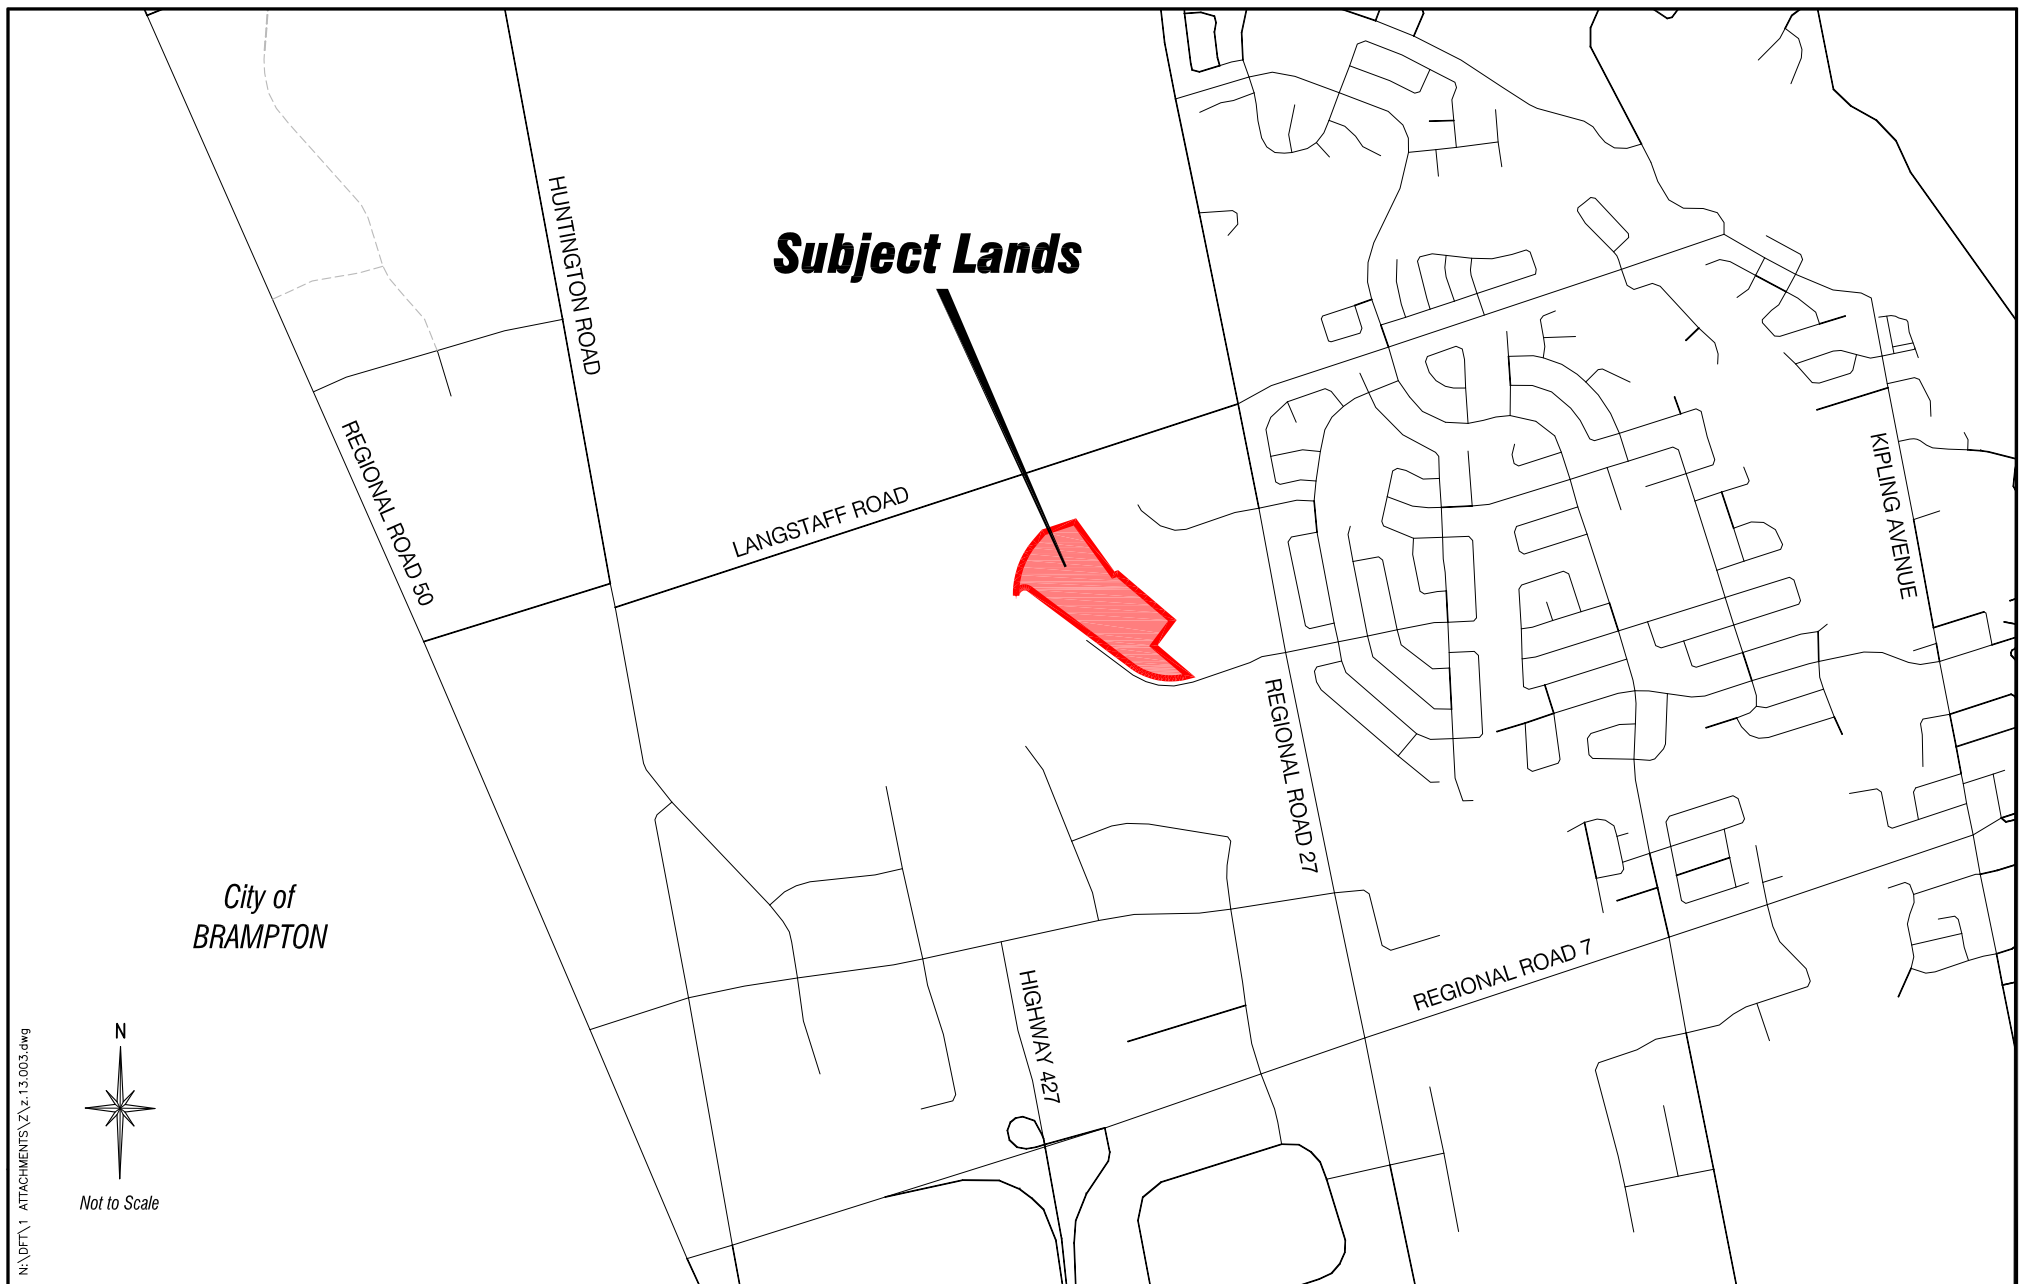 Subject Lands
HUNTINGTON ROAD
REGIONAL ROAD 50
LANGSTAFF ROAD
KIPLING AVENUE
REGIONAL ROAD 27
City of
BRAMPTON
REGIONAL ROAD 7
HIGHWAY 427
N
Not to Scale
N:\DFT\1 ATTACHMENTS\Z\z.13.003.dwg